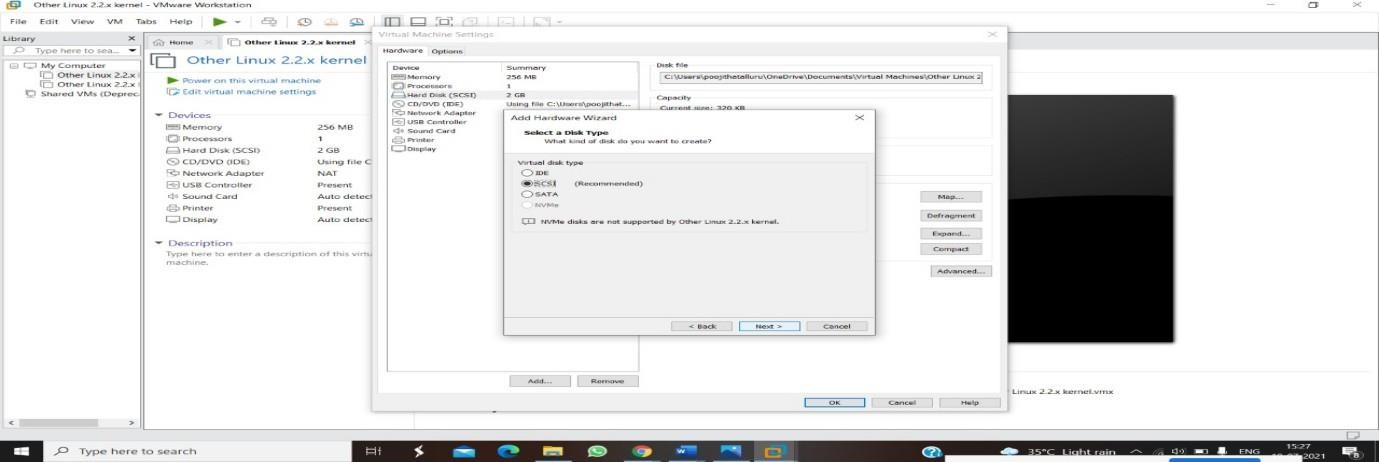 Other Linux 2.2.x kernel - VMware Workstation
File Edit View VM Tabs Help
Library
Type here to sea...
My Computer
Other Linux 2.2.x
Other Linux 2.2.x
Shared VMs (Deprec
Home
Other Linux 2.2.x kernel
Other Linux 2.2.x kernel
Power on this virtual machine
Edit virtual machine settings
Devices
Memory 256 MB
Processors 1
Hard Disk (SCSI) 2 GB
CD/DVD (IDE) Using file C
Network Adapter NAT
USB Controller Present
Sound Card Auto detec
Printer Present
Display Auto detec
Description
Type here to enter a description of this virtu
machine.
Virtual Machine Settings
Hardware Options
Device Summary
Memory 256 MB
Processors 1
Hard Disk (SCSI) 2 GB
CD/DVD (IDE) Using file C:\Users\poojithat...
Network Adapter
USB Controller
Sound Card
Printer
Display
Add... Remove
Disk file
C:\Users\poojithatalluru\OneDrive\Documents\Virtual Machines\Other Linux 2
Capacity
Current size: 320 KB
Map...
Defragment
Expand...
Compact
Advanced...
OK Cancel Help
Add Hardware Wizard
Select a Disk Type
What kind of disk do you want to create?
Virtual disk type
IDE
SCSI (Recommended)
SATA
NVMe
NVMe disks are not supported by Other Linux 2.2.x kernel.
< Back Next > Cancel
Linux 2.2.x kernel.vmx
Type here to search
35°C Light rain
ENG
15:27